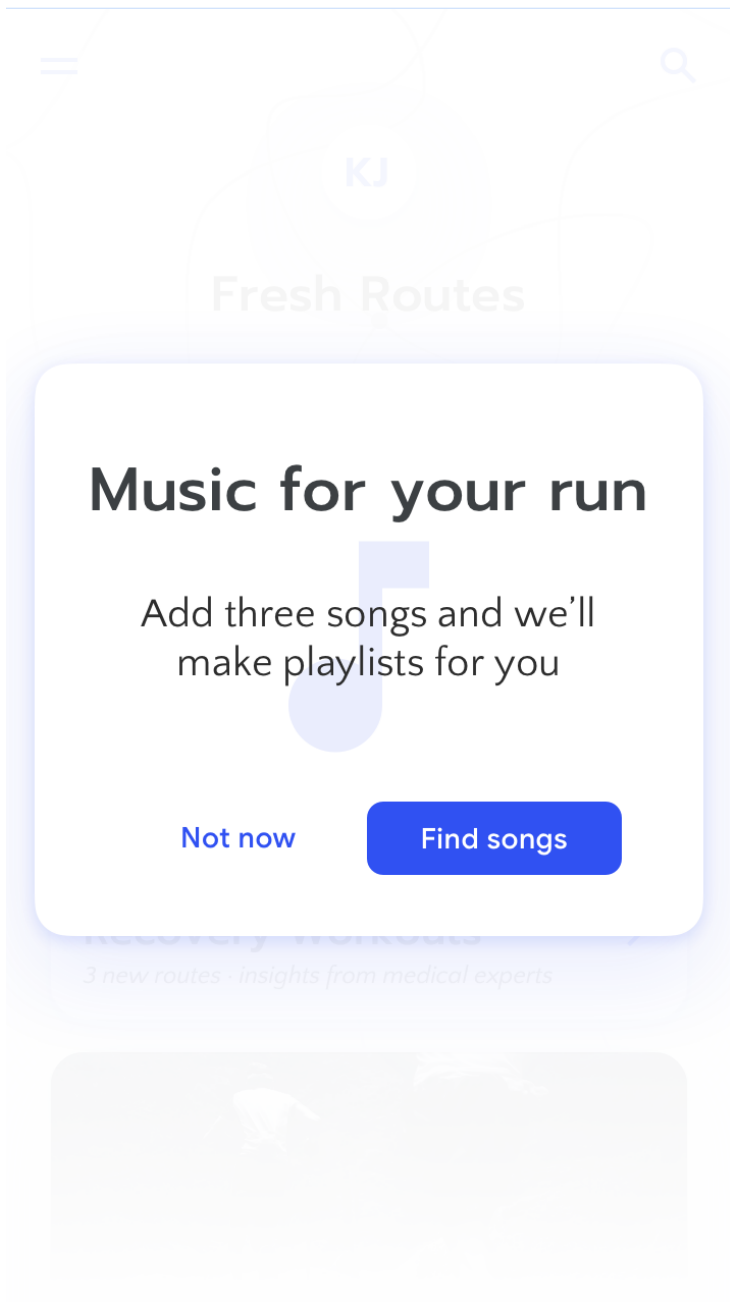 KJ
Fresh Routes
Music for your run
Add three songs and we’ll
make playlists for you
Not now
Find songs
Recovery Workouts
3 new routes · insights from medical experts